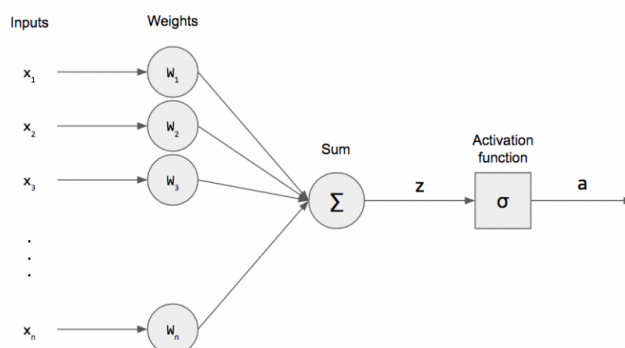 Inputs
Weights
x₁
W₁
x₂
W₂
x₃
W₃
Sum
Σ
z
Activation
function
σ
a
.
.
.
xₙ
Wₙ